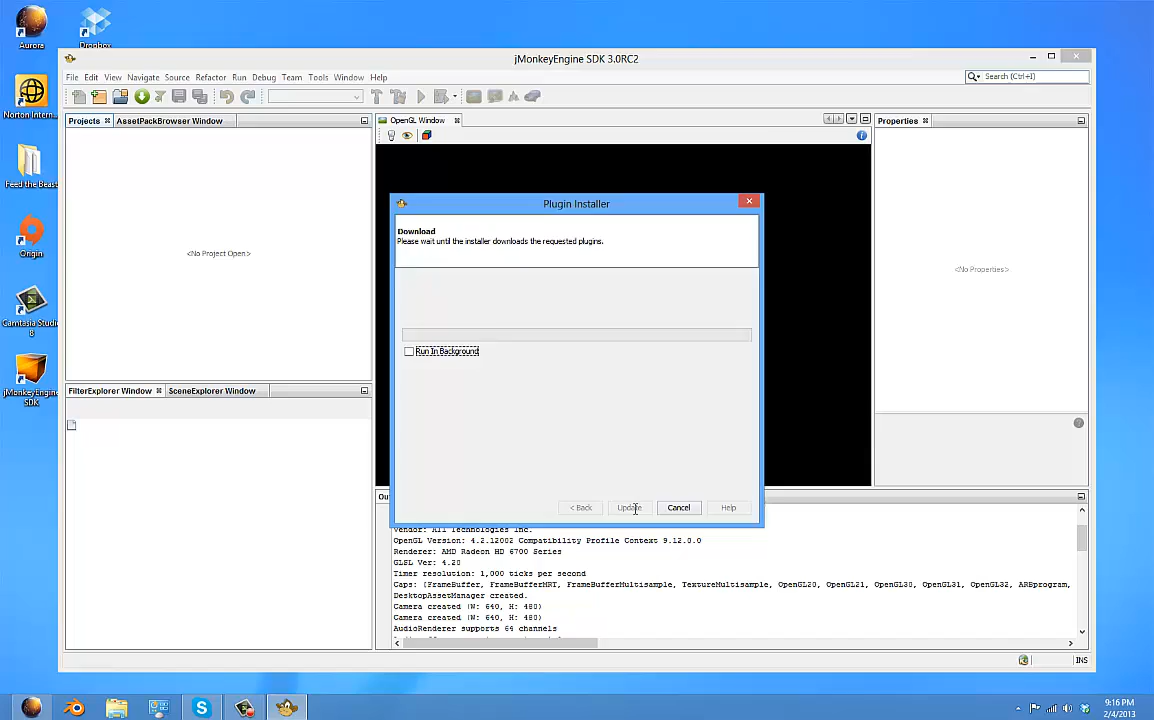 Aurora
Dropbox
Norton Intern...
Feed the Beast
Origin
Camtasia Studio 8
jMonkeyEngine SDK
jMonkeyEngine SDK 3.0RC2
File Edit View Navigate Source Refactor Run Debug Team Tools Window Help
Search (Ctrl+I)
Projects
AssetPackBrowser Window
OpenGL Window
Properties
<No Project Open>
<No Properties>
Plugin Installer
Download
Please wait until the installer downloads the requested plugins.
Run In Background
< Back
Update
Cancel
Help
FilterExplorer Window
SceneExplorer Window
Ou
OpenGL Version: 4.2.12002 Compatibility Profile Context 9.12.0.0
Renderer: AMD Radeon HD 6700 Series
GLSL Ver: 4.20
Timer resolution: 1,000 ticks per second
Caps: [FrameBuffer, FrameBufferMRT, FrameBufferMultisample, TextureMultisample, OpenGL20, OpenGL21, OpenGL30, OpenGL31, OpenGL32, ARBprogram,
DesktopAssetManager created.
Camera created (W: 640, H: 480)
Camera created (W: 640, H: 480)
AudioRenderer supports 64 channels
INS
9:16 PM
2/4/2013